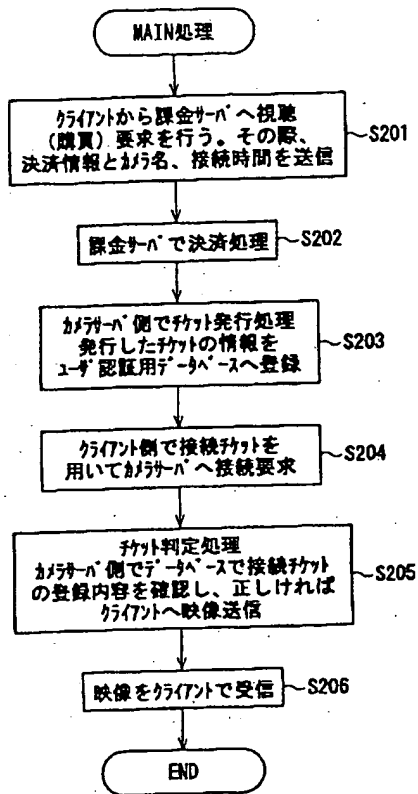 MAIN処理
クライアントから課金サーバへ視聴
(購買)要求を行う。その際、
決済情報とカメラ名、接続時間を送信
S201
課金サーバで決済処理
S202
カメラサーバ側でチケット発行処理
発行したチケットの情報を
ユーザ認証用データベースへ登録
S203
クライアント側で接続チケットを
用いてカメラサーバへ接続要求
S204
チケット判定処理
カメラサーバ側でデータベースで接続チケット
の登録内容を確認し、正しければ
クライアントへ映像送信
S205
映像をクライアントで受信
S206
END